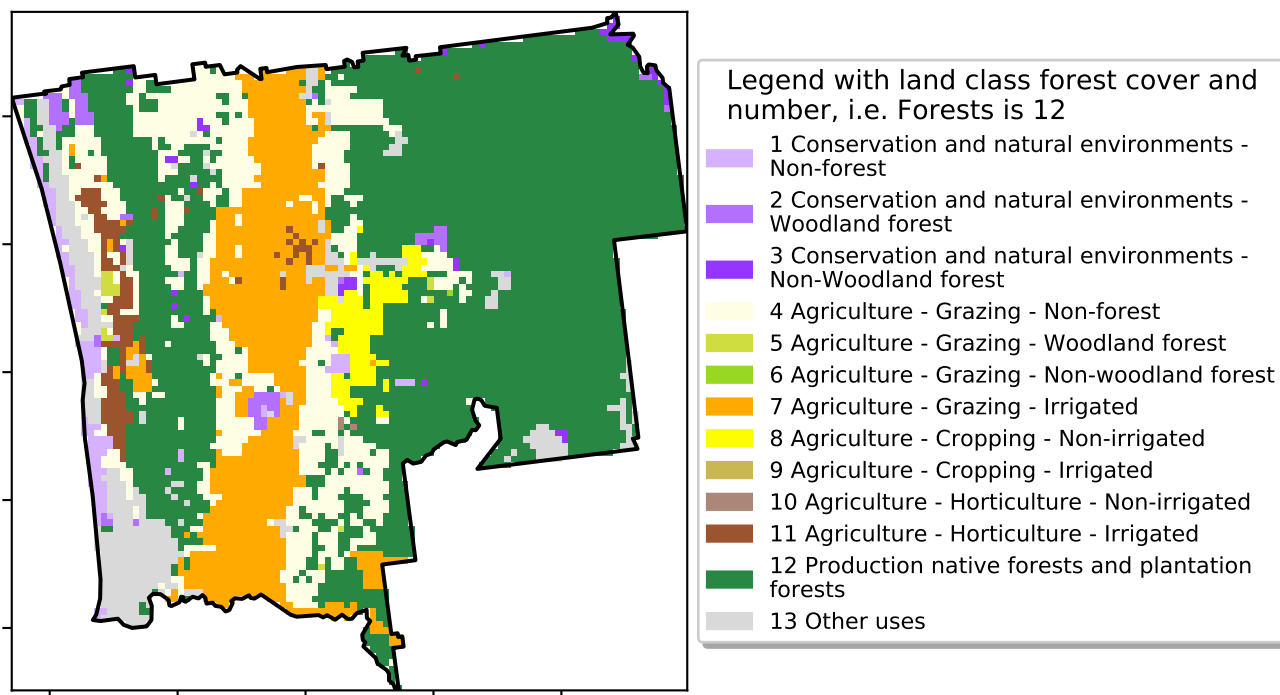 Legend with land class forest cover and
number, i.e. Forests is 12
1 Conservation and natural environments -
Non-forest
2 Conservation and natural environments -
Woodland forest
3 Conservation and natural environments -
Non-Woodland forest
4 Agriculture - Grazing - Non-forest
5 Agriculture - Grazing - Woodland forest
6 Agriculture - Grazing - Non-woodland forest
7 Agriculture - Grazing - Irrigated
8 Agriculture - Cropping - Non-irrigated
9 Agriculture - Cropping - Irrigated
10 Agriculture - Horticulture - Non-irrigated
11 Agriculture - Horticulture - Irrigated
12 Production native forests and plantation
forests
13 Other uses